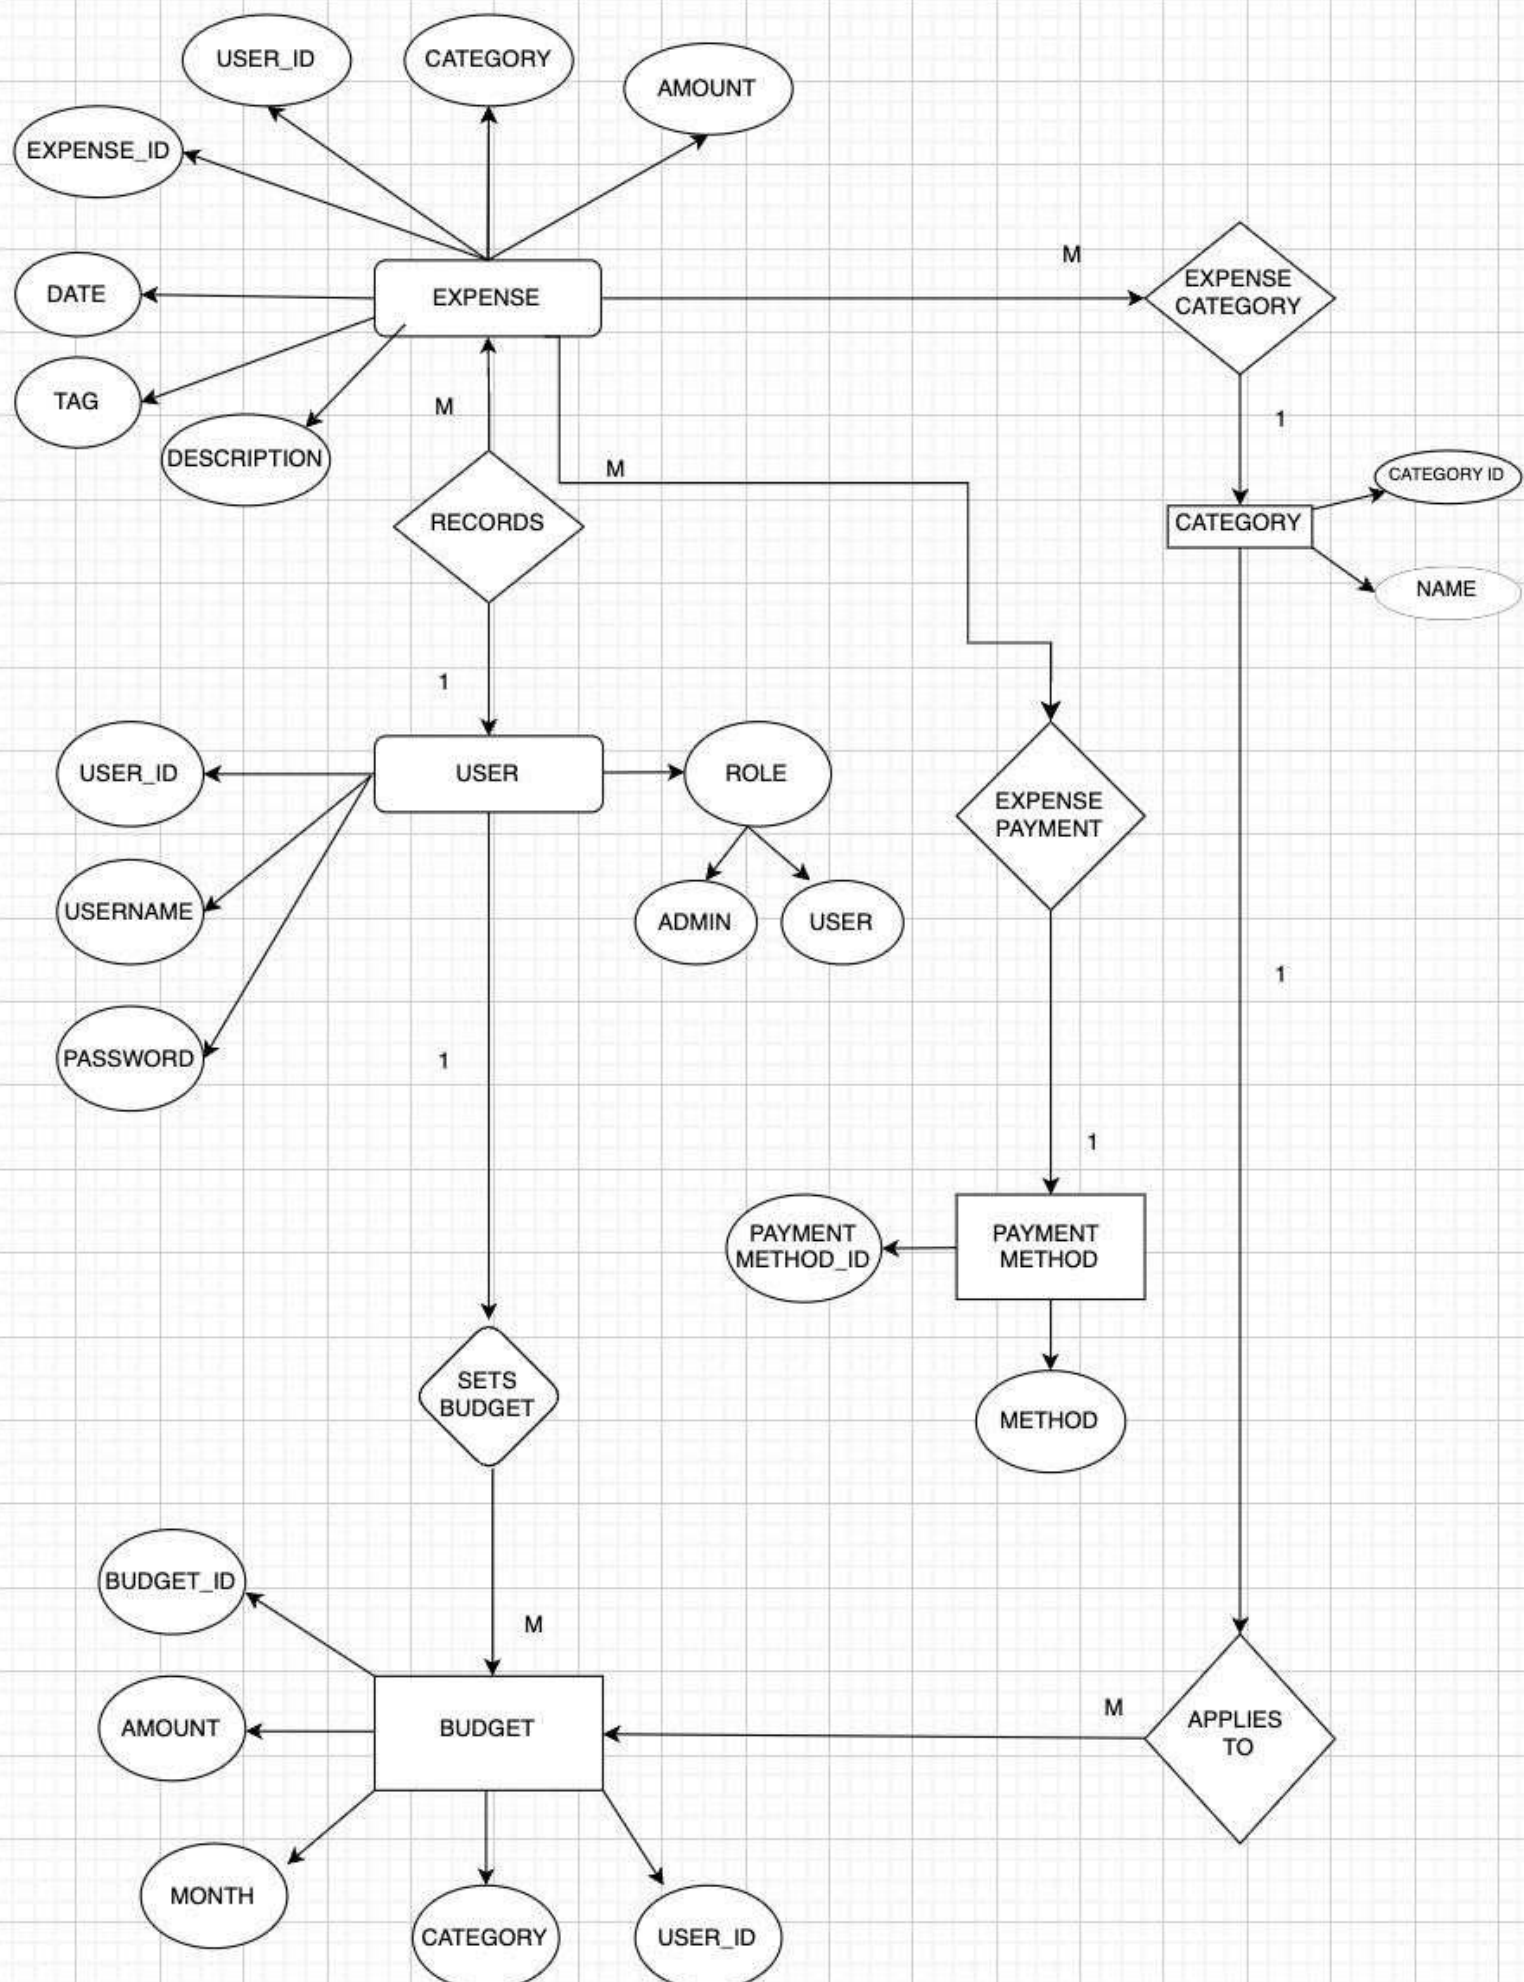 USER_ID
CATEGORY
AMOUNT
EXPENSE_ID
DATE
EXPENSE
M
EXPENSE
CATEGORY
TAG
M
1
DESCRIPTION
M
CATEGORY ID
RECORDS
CATEGORY
NAME
1
USER_ID
USER
ROLE
EXPENSE
PAYMENT
USERNAME
ADMIN
USER
1
PASSWORD
1
1
PAYMENT
METHOD_ID
PAYMENT
METHOD
SETS
BUDGET
METHOD
BUDGET_ID
M
AMOUNT
BUDGET
M
APPLIES
TO
MONTH
CATEGORY
USER_ID